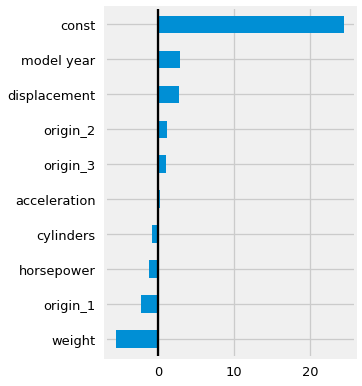 const
model year
displacement
origin_2
origin_3
acceleration
cylinders
horsepower
origin_1
weight
0 10 20